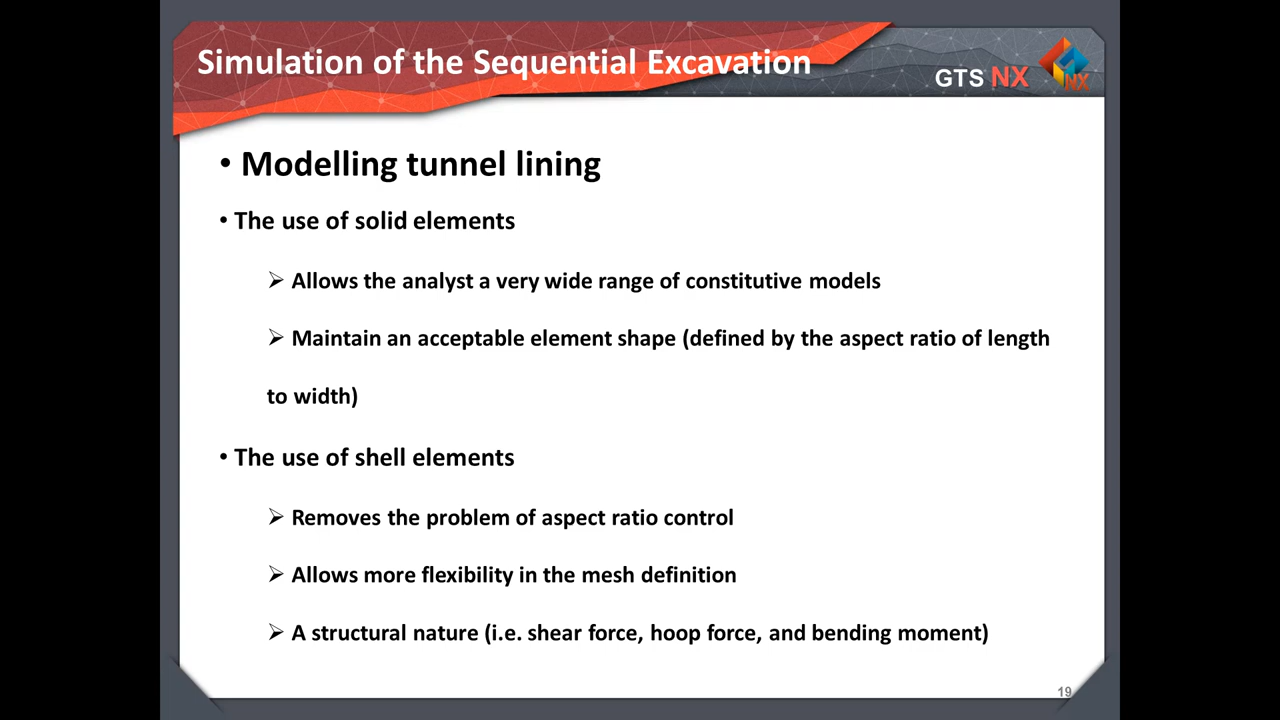 Simulation of the Sequential Excavation
GTS NX
NX
• Modelling tunnel lining
• The use of solid elements
➢ Allows the analyst a very wide range of constitutive models
➢ Maintain an acceptable element shape (defined by the aspect ratio of length
to width)
• The use of shell elements
➢ Removes the problem of aspect ratio control
➢ Allows more flexibility in the mesh definition
➢ A structural nature (i.e. shear force, hoop force, and bending moment)
19